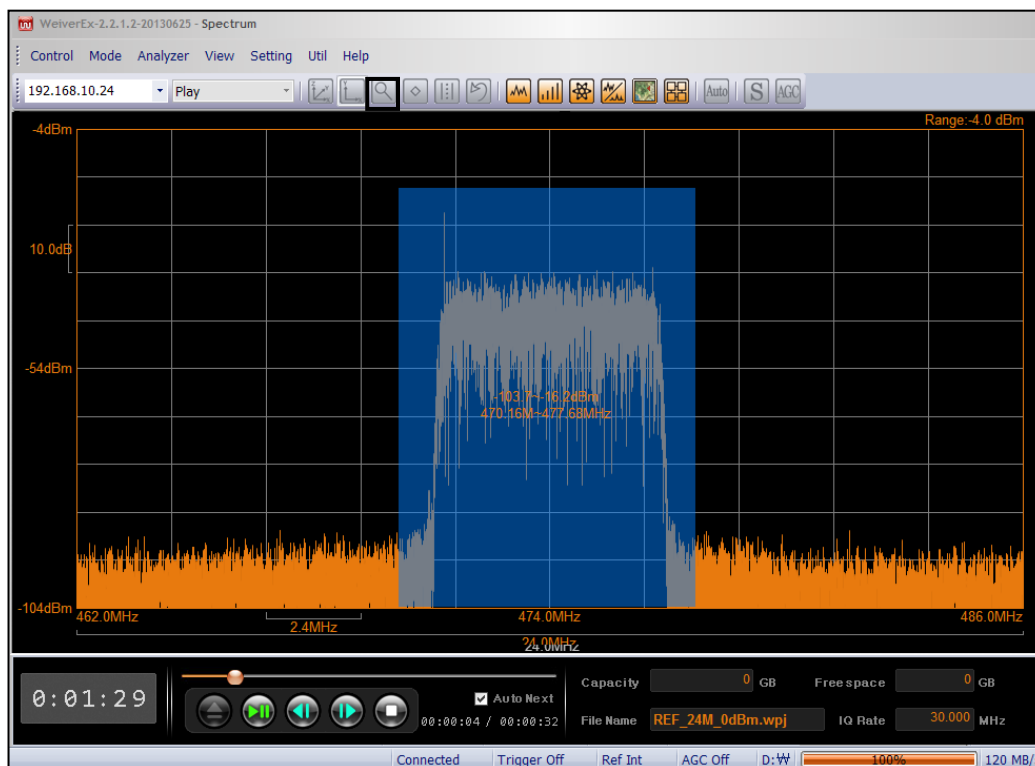 WeiverEx-2.2.1.2-20130625 - Spectrum
Control Mode Analyzer View Setting Util Help
192.168.10.24 Play Auto S AGC
Range:-4.0 dBm
-4dBm
10.0dB
-54dBm
-103.7~-16.2dBm
470.16M~477.68MHz
-104dBm
462.0MHz 474.0MHz 486.0MHz
2.4MHz
24.0MHz
0:01:29
Auto Next
00:00:04 / 00:00:32
Capacity 0 GB Free space 0 GB
File Name REF_24M_0dBm.wpj IQ Rate 30.000 MHz
Connected Trigger Off Ref Int AGC Off D:₩ 100% 120 MB/